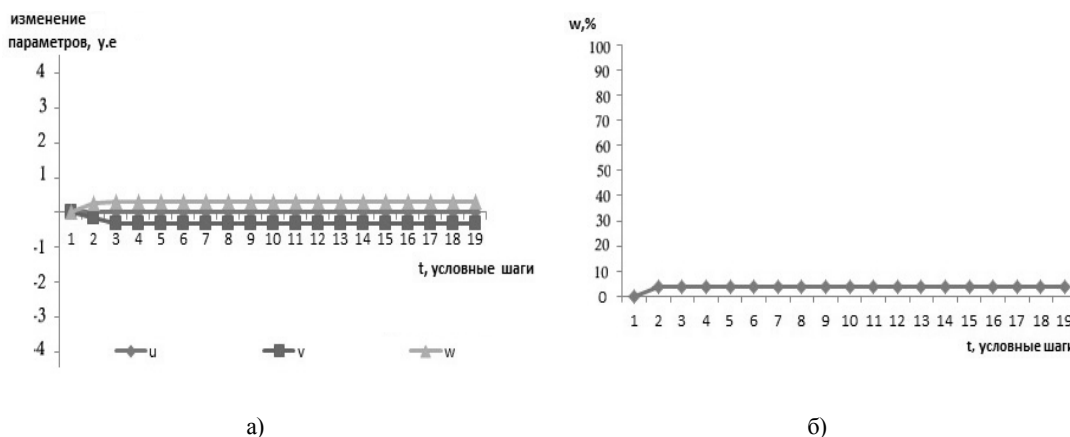 изменение
параметров, у.е
4
3
2
1
-1
-2
-3
-4
1 2 3 4 5 6 7 8 9 10 11 12 13 14 15 16 17 18 19
t, условные шаги
u v w
а)
w,%
100
90
80
70
60
50
40
30
20
10
0
1 2 3 4 5 6 7 8 9 10 11 12 13 14 15 16 17 18 19
t, условные шаги
б)